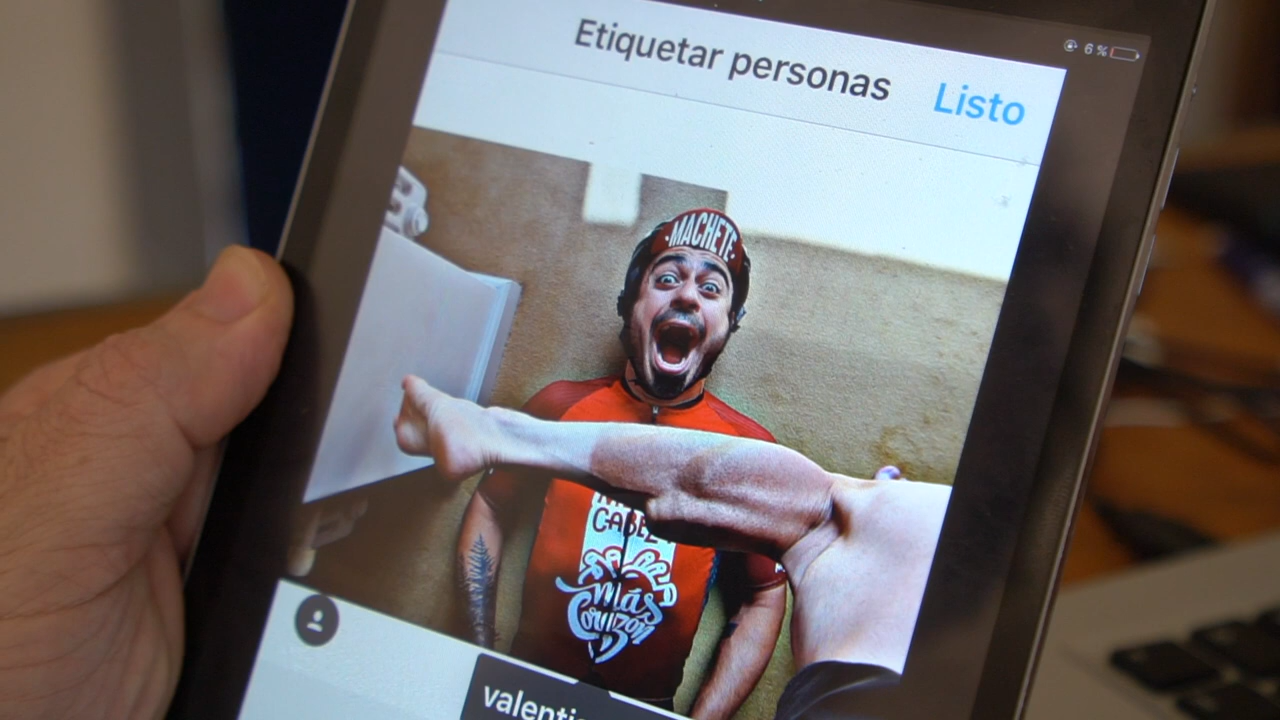 6 %
Etiquetar personas
Listo
·MACHETE·
más
Corazón